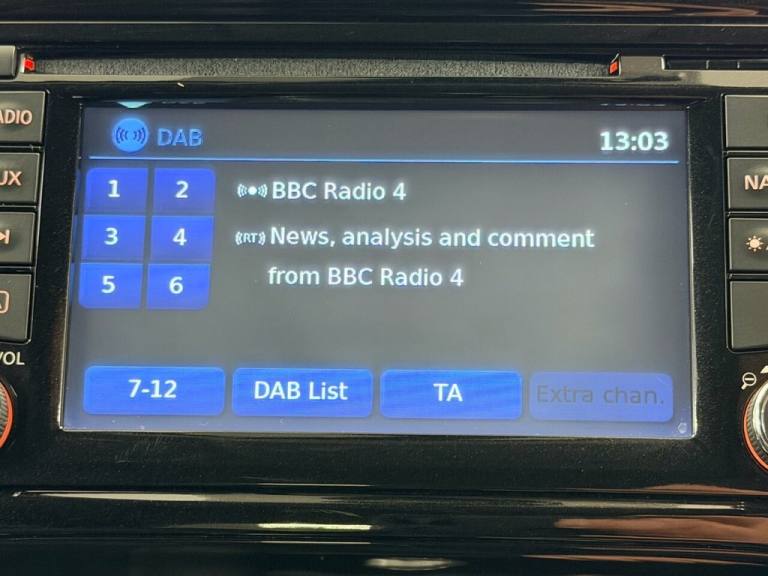 DAB
13:03
1 2
BBC Radio 4
3 4
RT News, analysis and comment
5 6
from BBC Radio 4
7-12 DAB List TA Extra chan.
ADIO
UX
VOL
NA